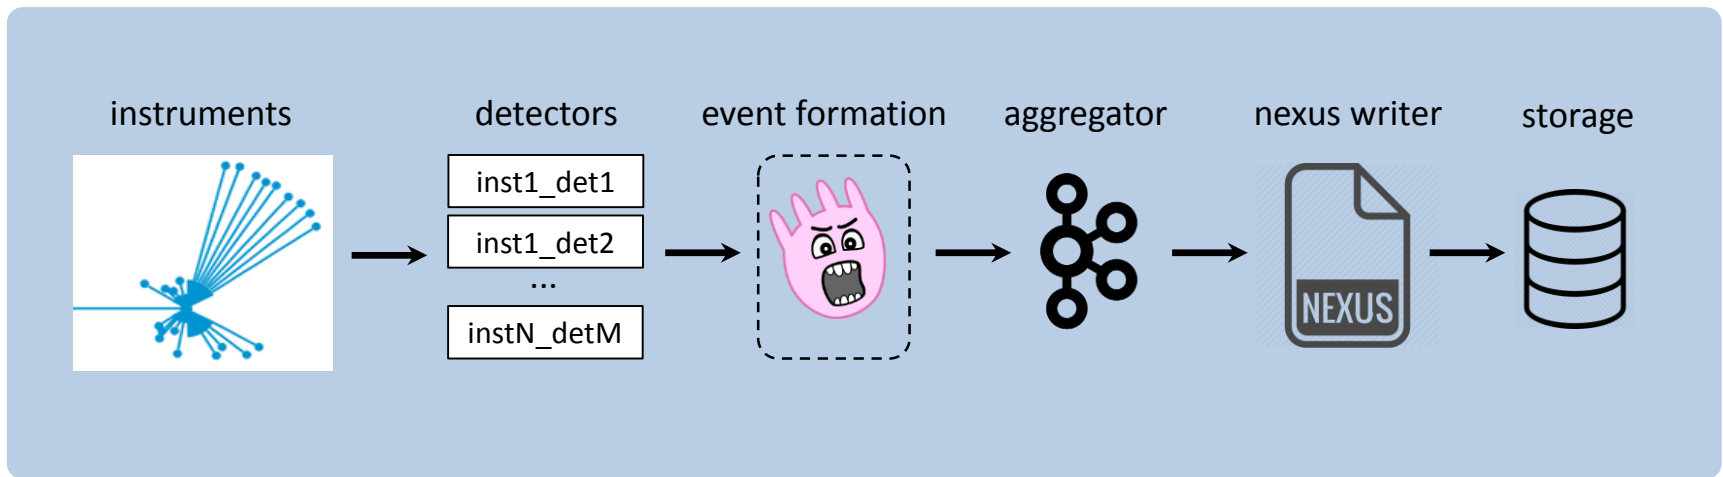 instruments
detectors
event formation
aggregator
nexus writer
storage
inst1_det1
inst1_det2
...
instN_detM
NEXUS